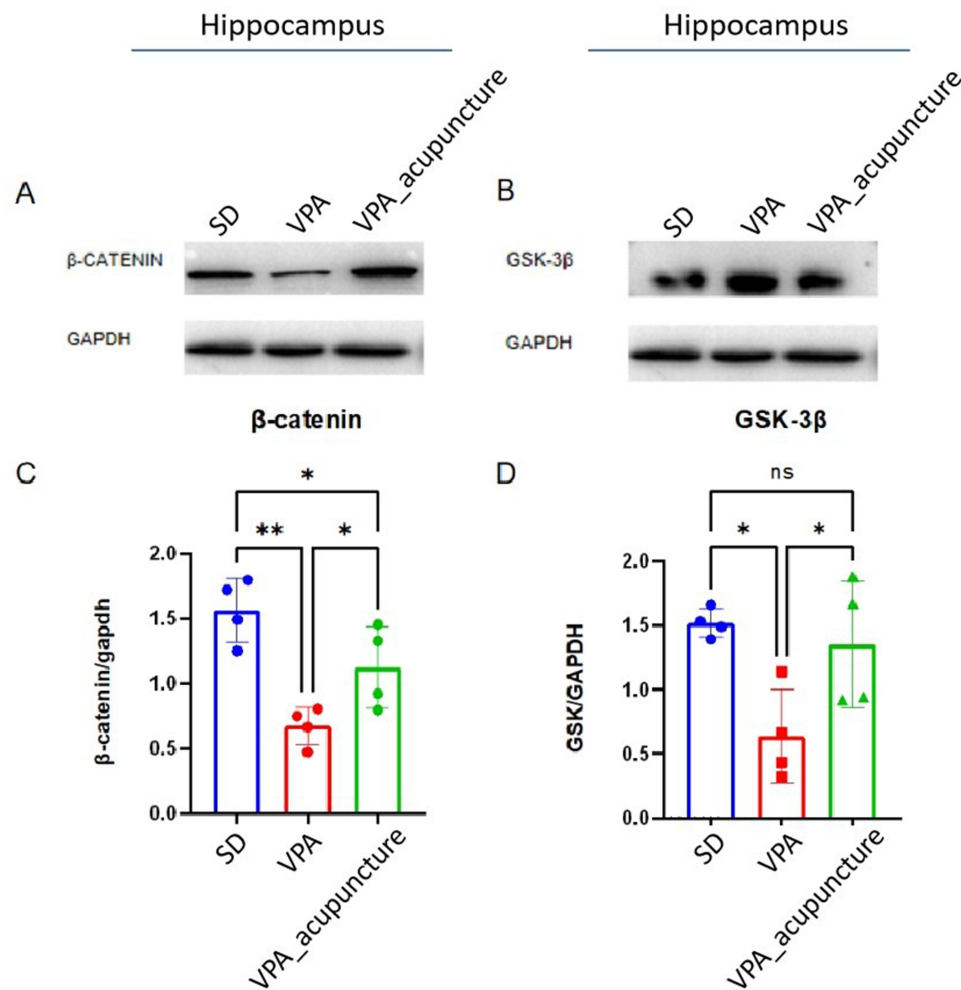 Hippocampus
Hippocampus
A
SD
VPA
VPA_acupuncture
β-CATENIN
GAPDH
B
SD
VPA
VPA_acupuncture
GSK-3β
GAPDH
C
β-catenin
*
** *
β-catenin/gapdh
2.0
1.5
1.0
0.5
0.0
SD
VPA
VPA_acupuncture
D
GSK-3β
ns
* *
GSK/GAPDH
2.0
1.5
1.0
0.5
0.0
SD
VPA
VPA_acupuncture